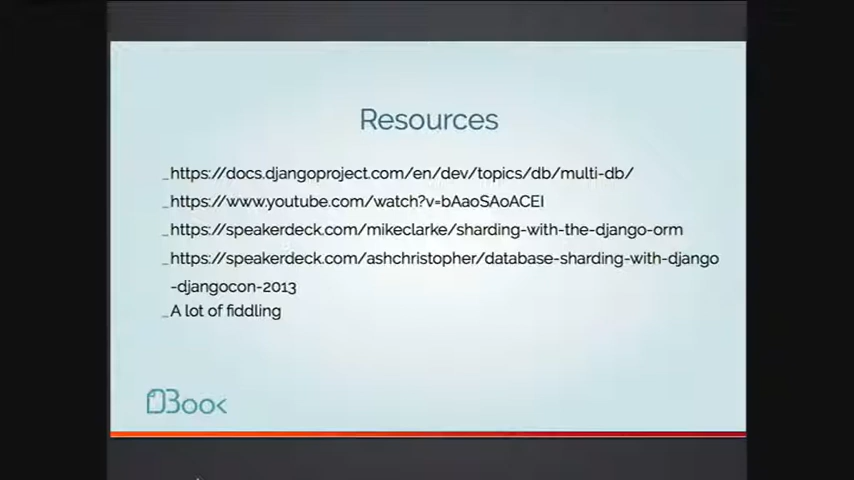 Resources
_https://docs.djangoproject.com/en/dev/topics/db/multi-db/
_https://www.youtube.com/watch?v=bAaoSAoACEI
_https://speakerdeck.com/mikeclarke/sharding-with-the-django-orm
_https://speakerdeck.com/ashchristopher/database-sharding-with-django
-djangocon-2013
_A lot of fiddling
DBook